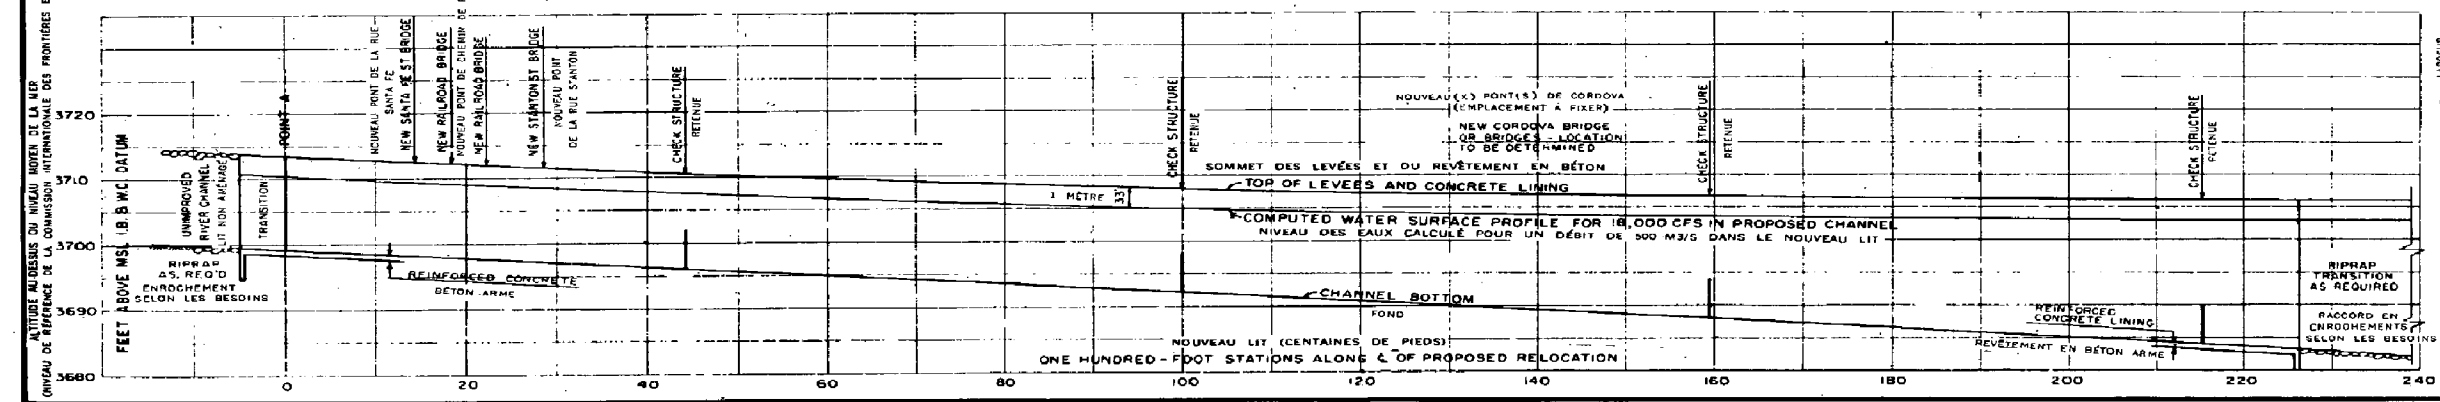 ALTITUDE AU-DESSUS DU NIVEAU MOYEN DE LA MER
(NIVEAU DE RÉFÉRENCE DE LA COMMISSION INTERNATIONALE DES FRONTIÈRES E
FEET ABOVE MSL I.B.W.C. DATUM
3720
3710
3700
3690
3680
UNIMPROVED
RIVER CHANNEL
LIT NON AMÉNAGÉ
TRANSITION
RIPRAP
AS REQ'D
ENROCHEMENT
SELON LES BESOINS
POINT A
NOUVEAU PONT DE LA RUE
SANTA FE
NEW SANTA FE ST BRIDGE
NEW RAILROAD BRIDGE
NOUVEAU PONT DE CHEMIN DE
NEW RAILROAD BRIDGE
NEW STANTON ST BRIDGE
NOUVEAU PONT
DE LA RUE STANTON
CHECK STRUCTURE
RETENUE
REINFORCED CONCRETE
BÉTON ARMÉ
1 MÈTRE
3.3'
CHECK STRUCTURE
RETENUE
NOUVEAU(X) PONT(S) DE CORDOVA
(EMPLACEMENT À FIXER)
NEW CORDOVA BRIDGE
OR BRIDGES - LOCATION
TO BE DETERMINED
SOMMET DES LEVÉES ET DU REVÊTEMENT EN BÉTON
TOP OF LEVEES AND CONCRETE LINING
COMPUTED WATER SURFACE PROFILE FOR 18,000 CFS IN PROPOSED CHANNEL
NIVEAU DES EAUX CALCULÉ POUR UN DÉBIT DE 500 M3/S DANS LE NOUVEAU LIT
CHANNEL BOTTOM
FOND
CHECK STRUCTURE
RETENUE
CHECK STRUCTURE
RETENUE
REINFORCED
CONCRETE LINING
REVÊTEMENT EN BÉTON ARMÉ
RIPRAP
TRANSITION
AS REQUIRED
RACCORD EN
ENROCHEMENTS
SELON LES BESOINS
NOUVEAU LIT (CENTAINES DE PIEDS)
ONE HUNDRED-FOOT STATIONS ALONG ℄ OF PROPOSED RELOCATION
0 20 40 60 80 100 120 140 160 180 200 220 240